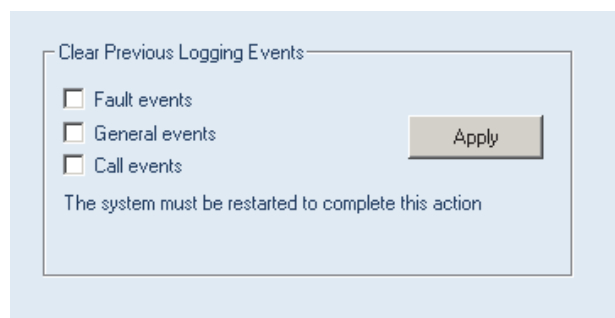 Clear Previous Logging Events
Fault events
General events
Apply
Call events
The system must be restarted to complete this action